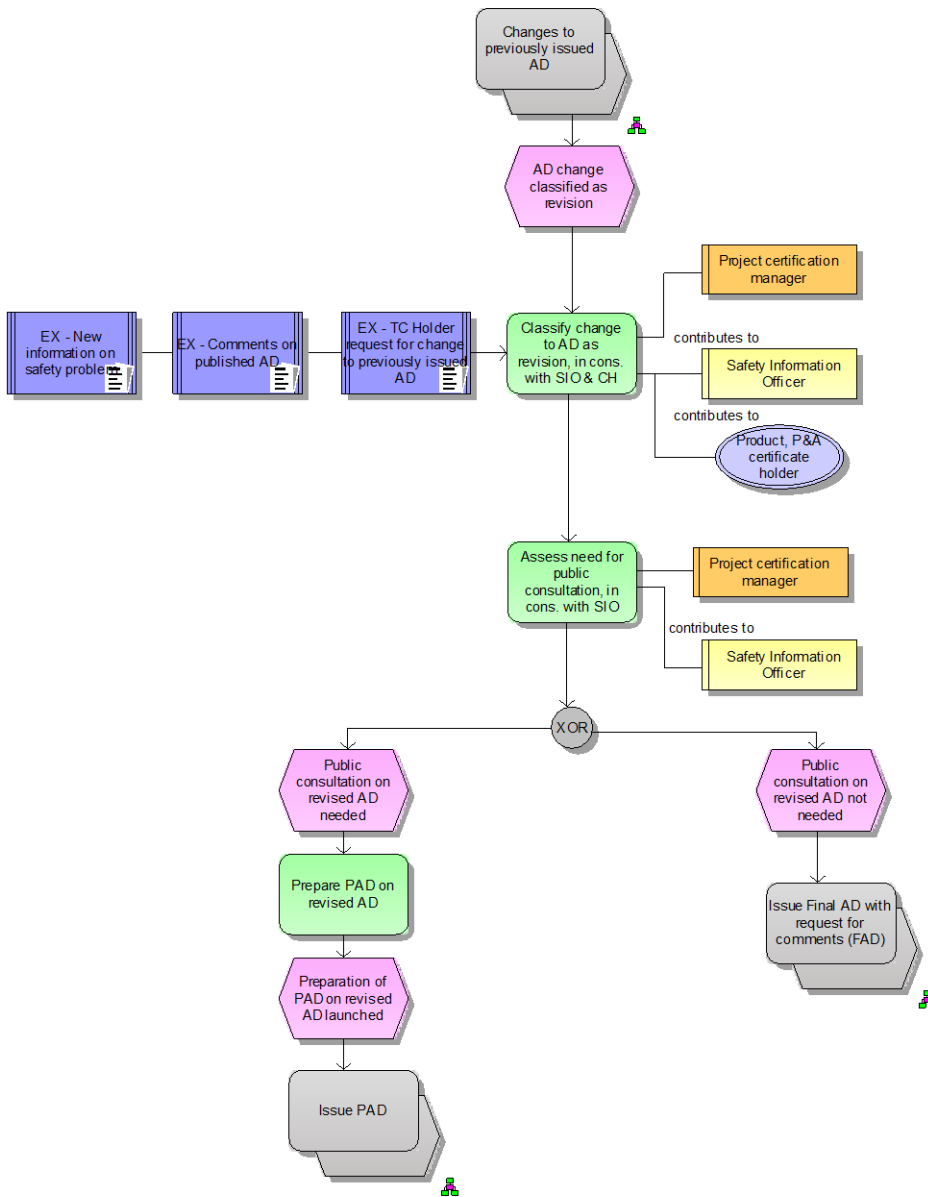 Changes to
previously issued
AD
AD change
classified as
revision
Project certification
manager
EX - New
information on
safety problem
EX - Comments on
published AD
EX - TC Holder
request for change
to previously issued
AD
Classify change
to AD as
revision, in cons.
with SIO & CH
contributes to
Safety Information
Officer
contributes to
Product, P&A
certificate
holder
Assess need for
public
consultation, in
cons. with SIO
Project certification
manager
contributes to
Safety Information
Officer
XOR
Public
consultation on
revised AD
needed
Public
consultation on
revised AD not
needed
Prepare PAD on
revised AD
Issue Final AD with
request for
comments (FAD)
Preparation of
PAD on revised
AD launched
Issue PAD